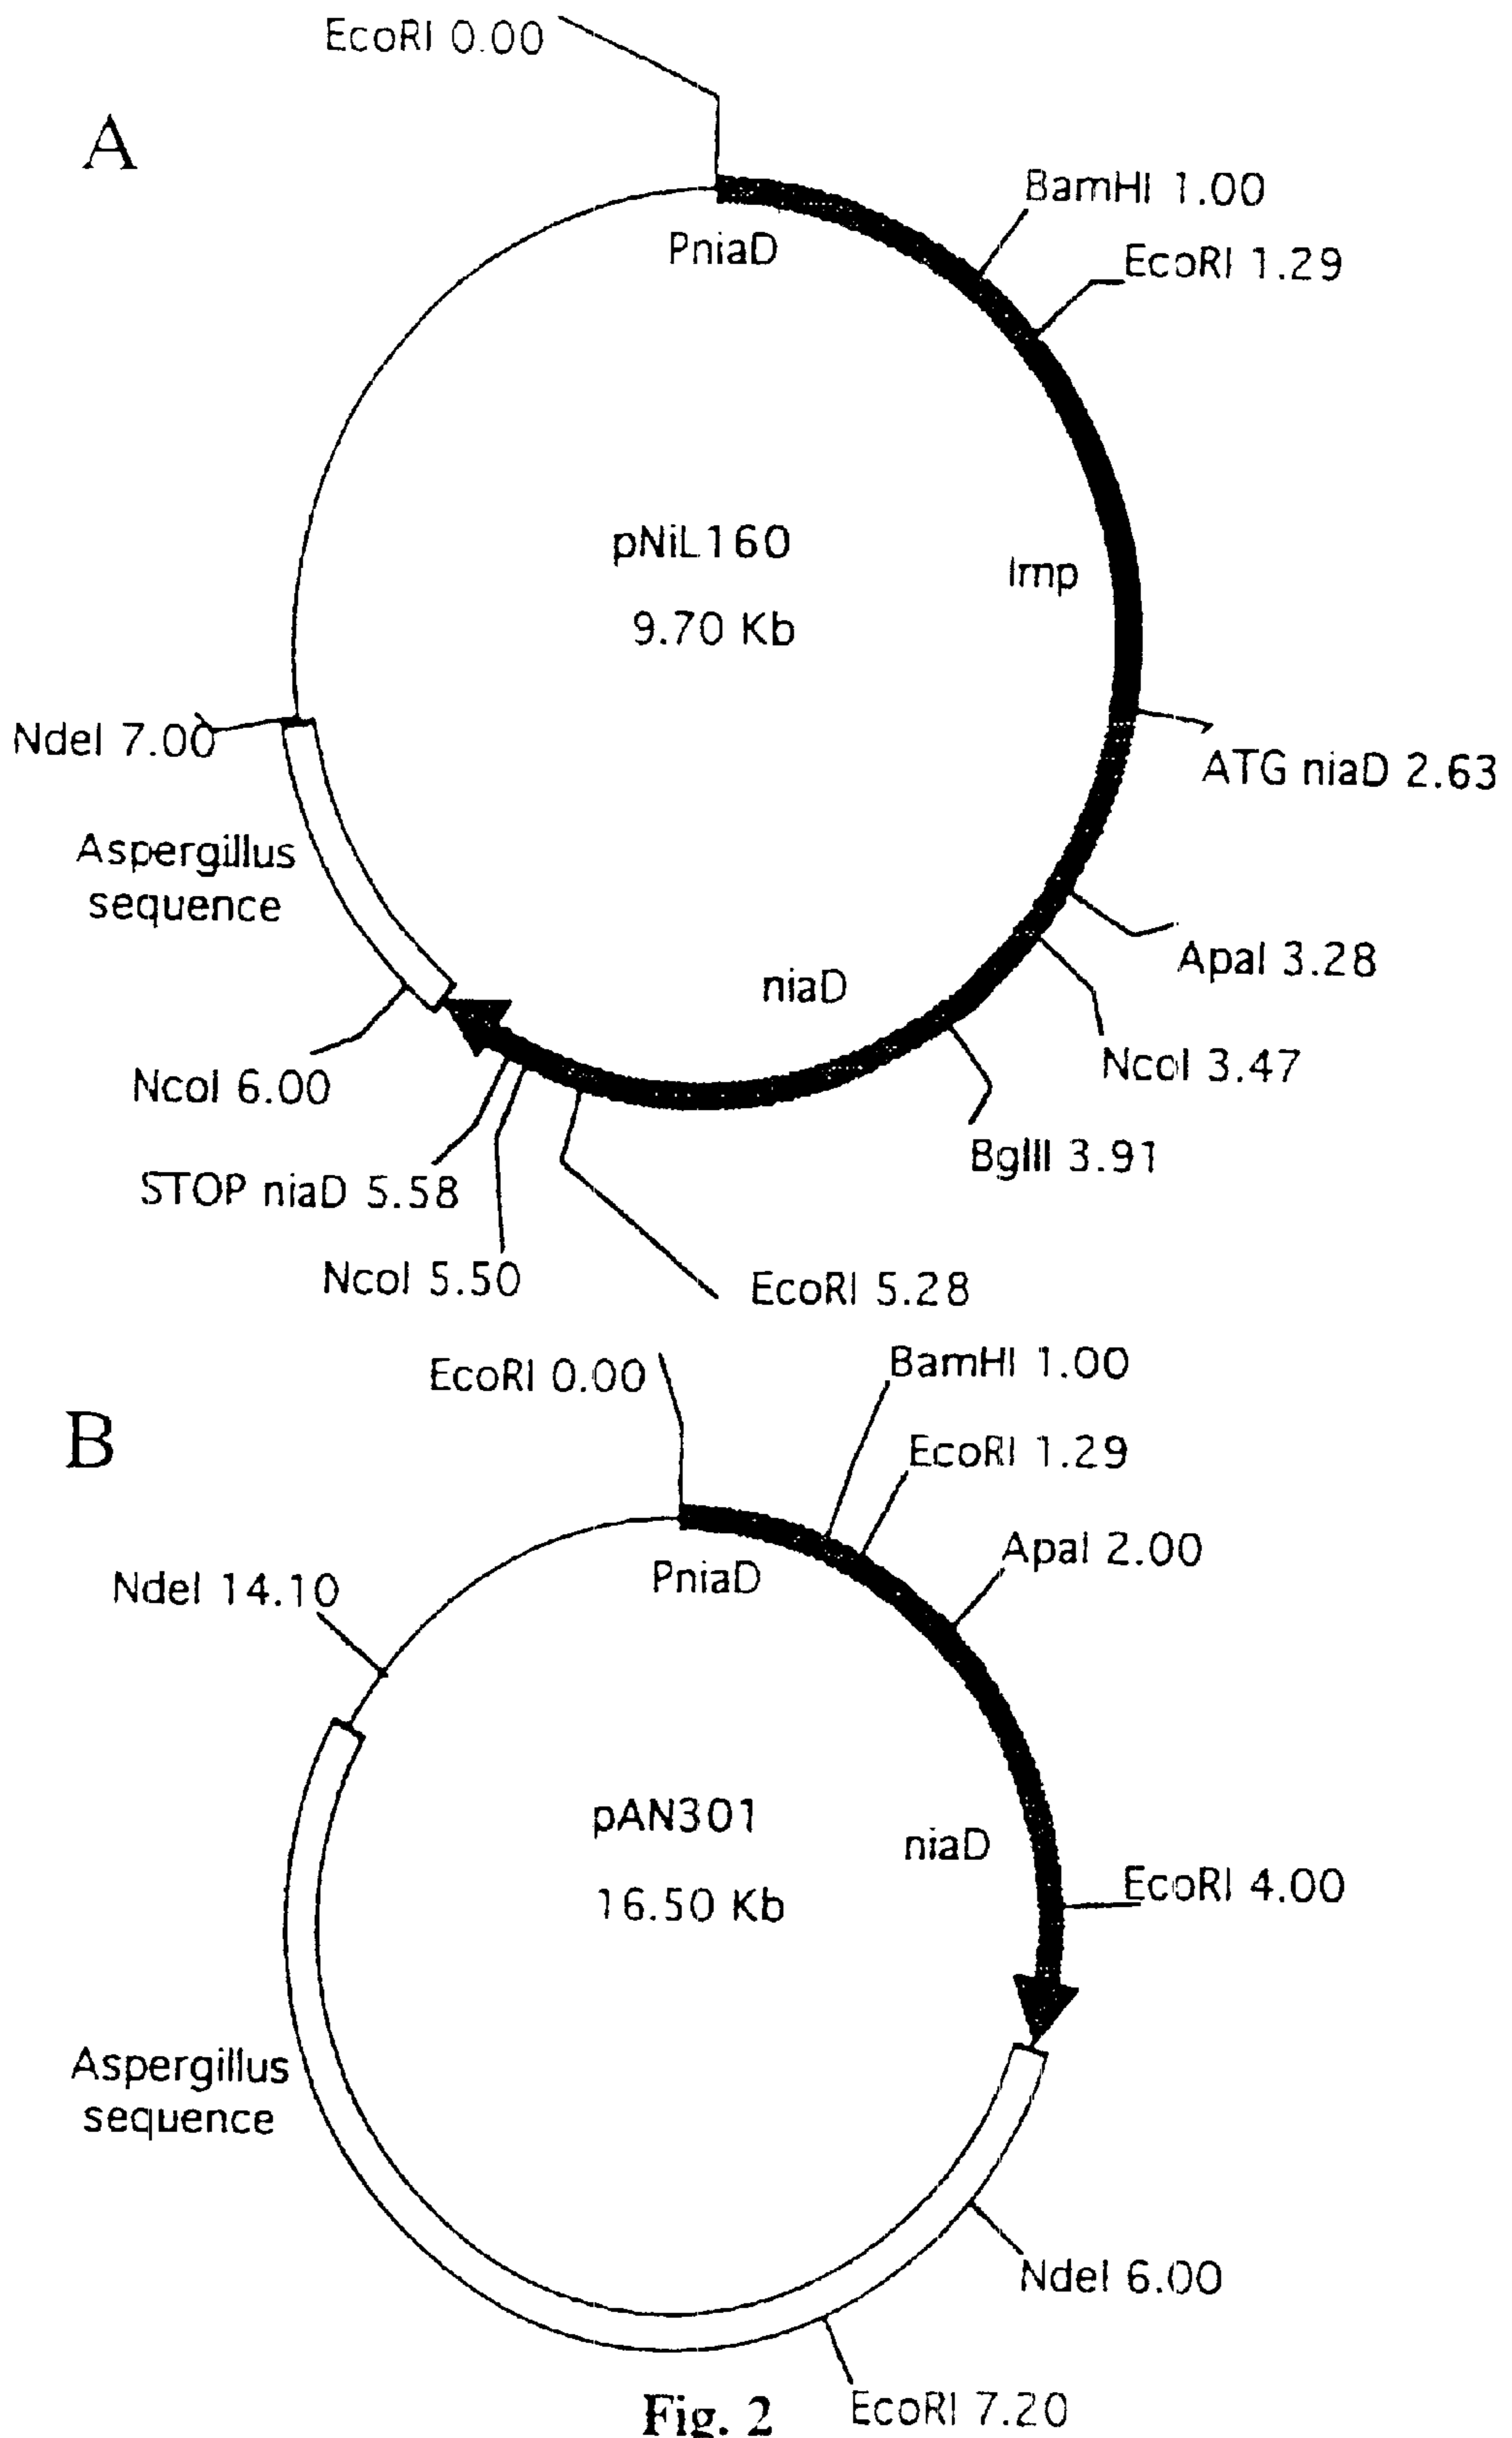 EcoRI 0.00
A
BamHI 1.00
EcoRI 1.29
PniaD
pNiL160
9.70 Kb
Imp
NdeI 7.00
ATG niaD 2.63
Aspergillus
sequence
ApaI 3.28
niaD
NcoI 6.00
NcoI 3.47
BglII 3.91
STOP niaD 5.58
NcoI 5.50
EcoRI 5.28
EcoRI 0.00
BamHI 1.00
B
EcoRI 1.29
ApaI 2.00
NdeI 14.10
PniaD
pAN301
16.50 Kb
niaD
EcoRI 4.00
Aspergillus
sequence
NdeI 6.00
EcoRI 7.20
Fig. 2